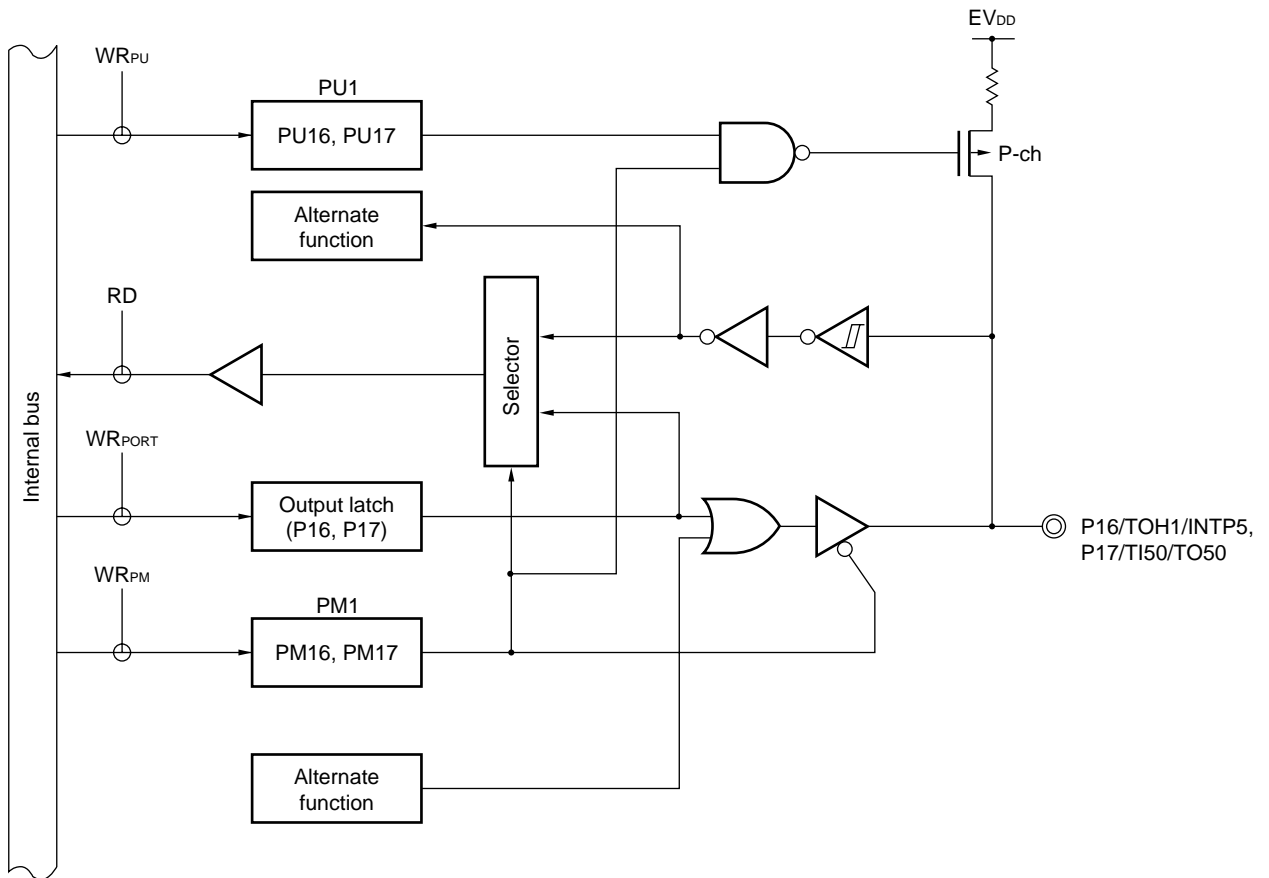 EVDD
WRPU
PU1
PU16, PU17
P-ch
Alternate
function
RD
Selector
Internal bus
WRPORT
Output latch
(P16, P17)
P16/TOH1/INTP5,
P17/TI50/TO50
WRPM
PM1
PM16, PM17
Alternate
function